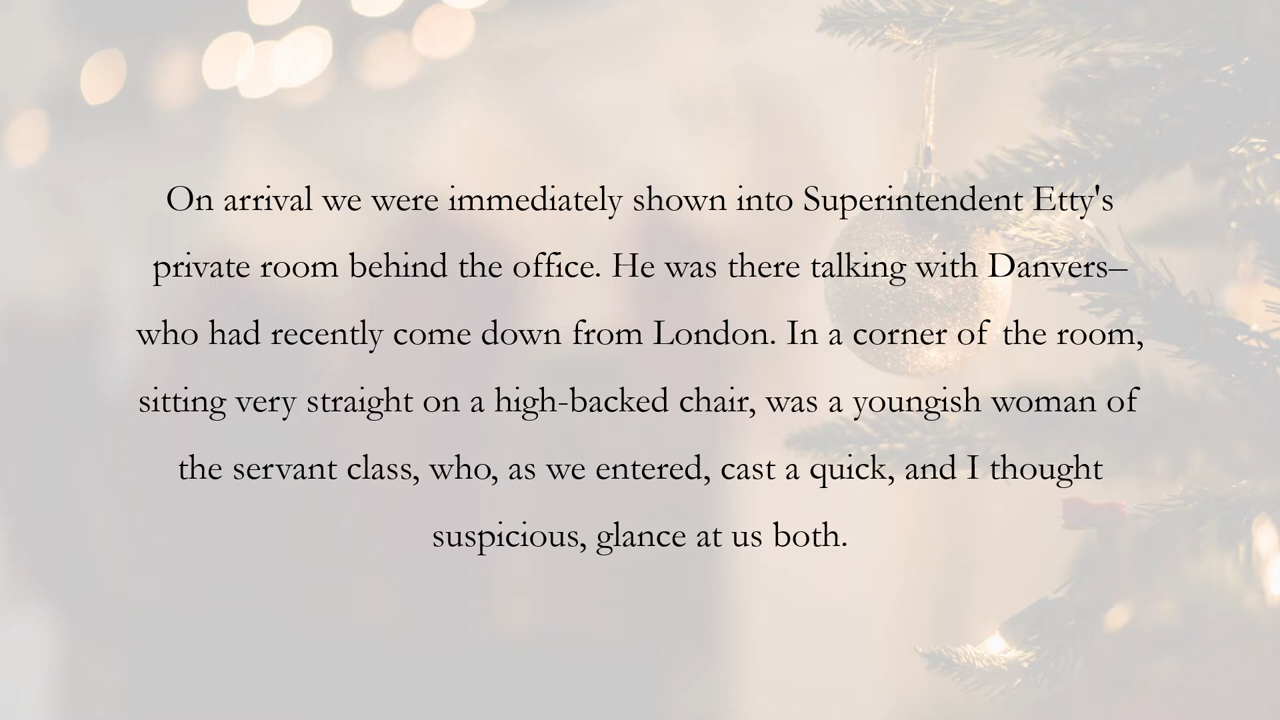 On arrival we were immediately shown into Superintendent Etty's
private room behind the office. He was there talking with Danvers–
who had recently come down from London. In a corner of the room,
sitting very straight on a high-backed chair, was a youngish woman of
the servant class, who, as we entered, cast a quick, and I thought
suspicious, glance at us both.